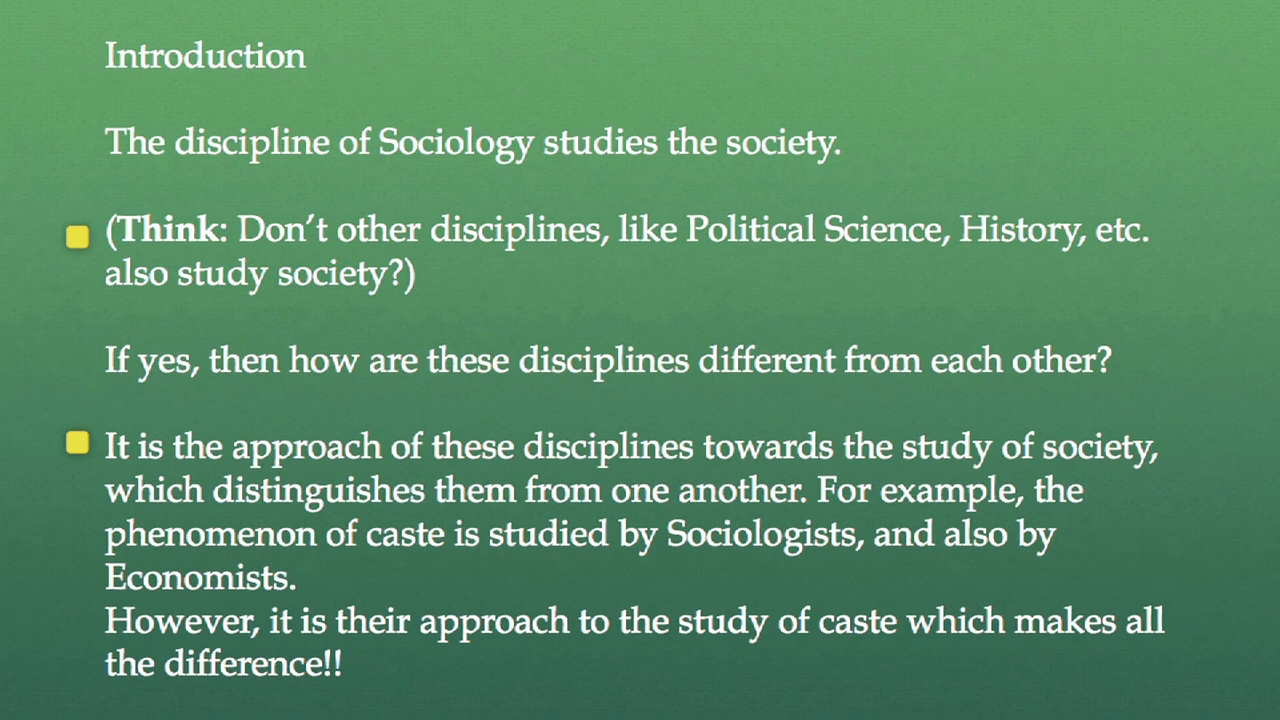 Introduction
The discipline of Sociology studies the society.
(Think: Don’t other disciplines, like Political Science, History, etc.
also study society?)
If yes, then how are these disciplines different from each other?
It is the approach of these disciplines towards the study of society,
which distinguishes them from one another. For example, the
phenomenon of caste is studied by Sociologists, and also by
Economists.
However, it is their approach to the study of caste which makes all
the difference!!